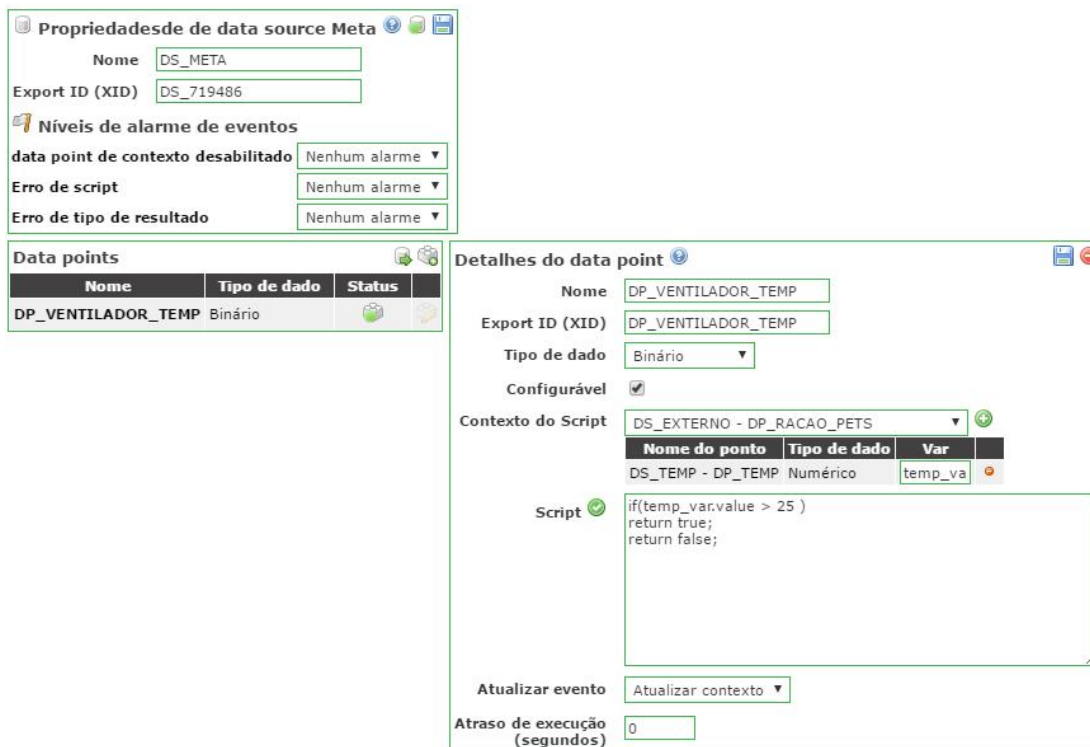 Propriedadesde de data source Meta
Nome DS_META
Export ID (XID) DS_719486
Níveis de alarme de eventos
data point de contexto desabilitado Nenhum alarme
Erro de script Nenhum alarme
Erro de tipo de resultado Nenhum alarme
Data points
Nome Tipo de dado Status
DP_VENTILADOR_TEMP Binário
Detalhes do data point
Nome DP_VENTILADOR_TEMP
Export ID (XID) DP_VENTILADOR_TEMP
Tipo de dado Binário
Configurável
Contexto do Script DS_EXTERNO - DP_RACAO_PETS
Nome do ponto Tipo de dado Var
DS_TEMP - DP_TEMP Numérico temp_va
Script if(temp_var.value > 25 )
return true;
return false;
Atualizar evento Atualizar contexto
Atraso de execução
(segundos) 0